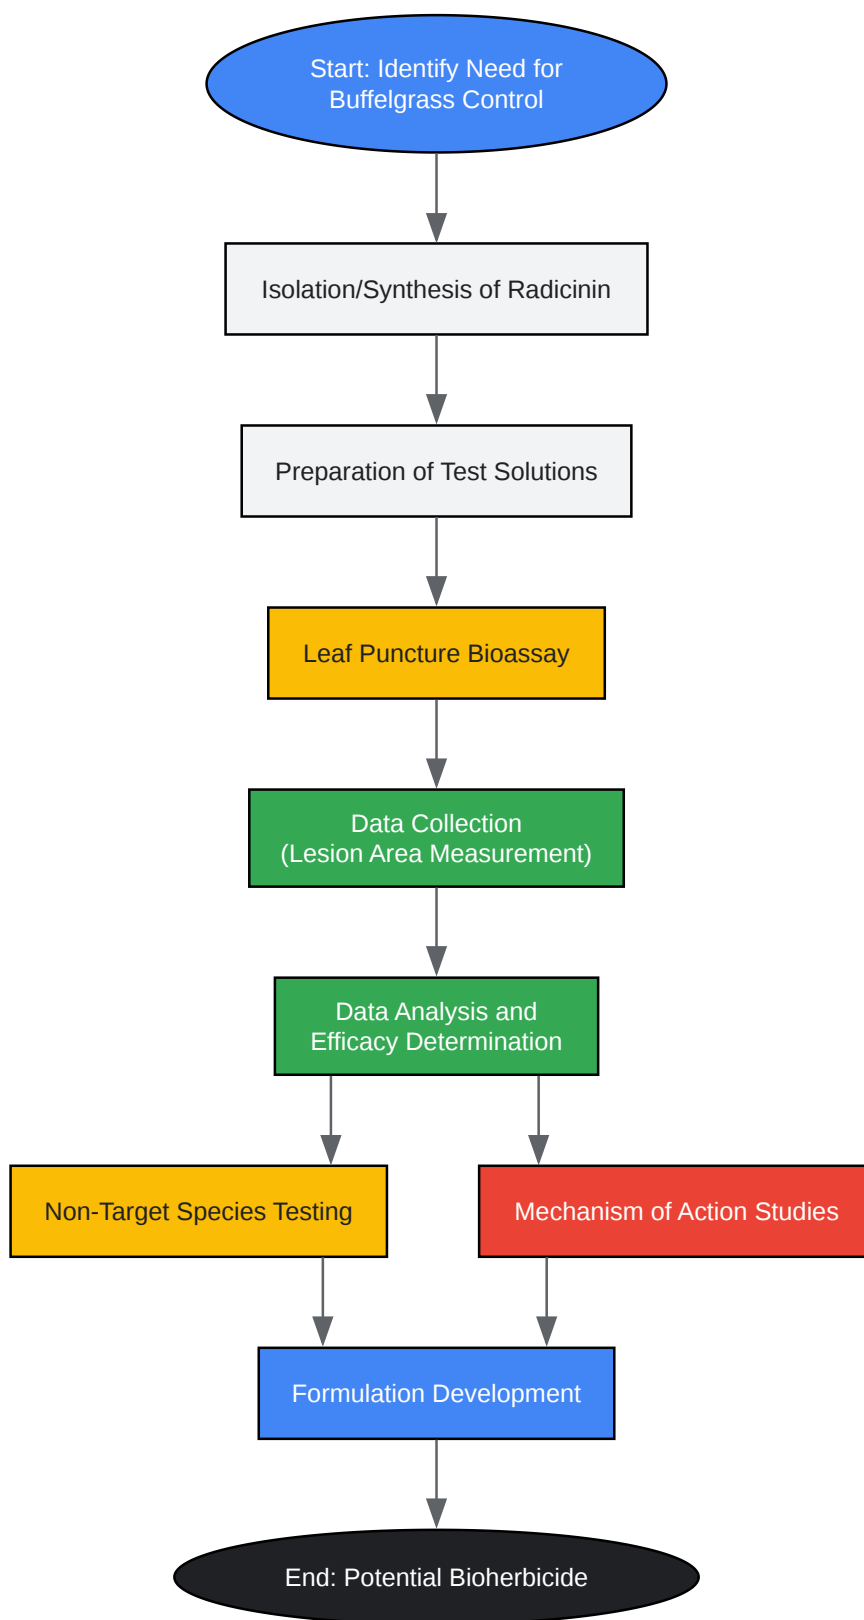 Start: Identify Need for
Buffelgrass Control
Isolation/Synthesis of Radicinin
Preparation of Test Solutions
Leaf Puncture Bioassay
Data Collection
(Lesion Area Measurement)
Data Analysis and
Efficacy Determination
Non-Target Species Testing
Mechanism of Action Studies
Formulation Development
End: Potential Bioherbicide